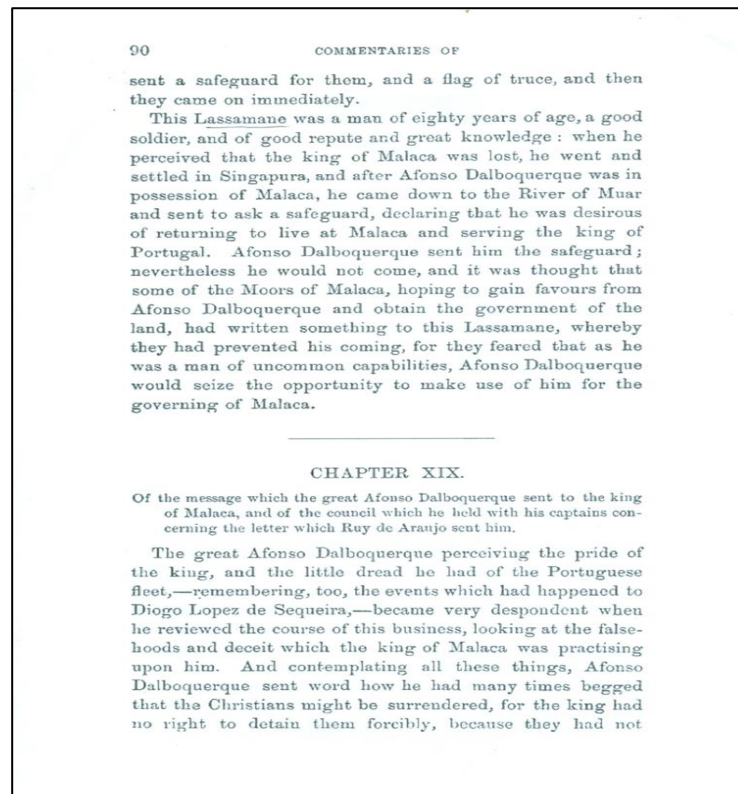 90 COMMENTARIES OF
sent a safeguard for them, and a flag of truce, and then
they came on immediately.
This Lassamane was a man of eighty years of age, a good
soldier, and of good repute and great knowledge : when he
perceived that the king of Malaca was lost, he went and
settled in Singapura, and after Afonso Dalboquerque was in
possession of Malaca, he came down to the River of Muar
and sent to ask a safeguard, declaring that he was desirous
of returning to live at Malaca and serving the king of
Portugal. Afonso Dalboquerque sent him the safeguard ;
nevertheless he would not come, and it was thought that
some of the Moors of Malaca, hoping to gain favours from
Afonso Dalboquerque and obtain the government of the
land, had written something to this Lassamane, whereby
they had prevented his coming, for they feared that as he
was a man of uncommon capabilities, Afonso Dalboquerque
would seize the opportunity to make use of him for the
governing of Malaca.
CHAPTER XIX.
Of the message which the great Afonso Dalboquerque sent to the king
of Malaca, and of the council which he held with his captains con-
cerning the letter which Ruy de Araujo sent him.
The great Afonso Dalboquerque perceiving the pride of
the king, and the little dread he had of the Portuguese
fleet,—remembering, too, the events which had happened to
Diogo Lopez de Sequeira,—became very despondent when
he reviewed the course of this business, looking at the false-
hoods and deceit which the king of Malaca was practising
upon him. And contemplating all these things, Afonso
Dalboquerque sent word how he had many times begged
that the Christians might be surrendered, for the king had
no right to detain them forcibly, because they had not